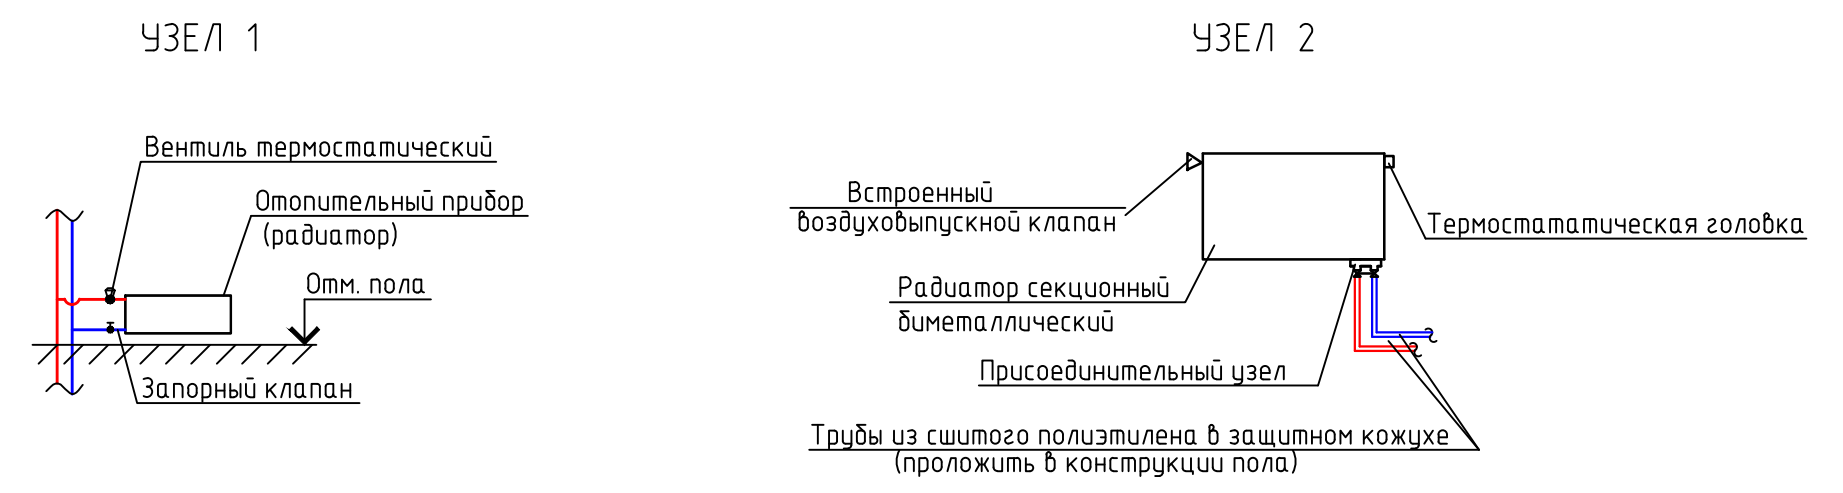 УЗЕЛ 1
Вентиль термостатический
Отопительный прибор
(радиатор)
Отм. пола
Запорный клапан
УЗЕЛ 2
Встроенный
воздуховыпускной клапан
Термостататическая головка
Радиатор секционный
биметаллический
Присоединительный узел
Трубы из сшитого полиэтилена в защитном кожухе
(проложить в конструкции пола)